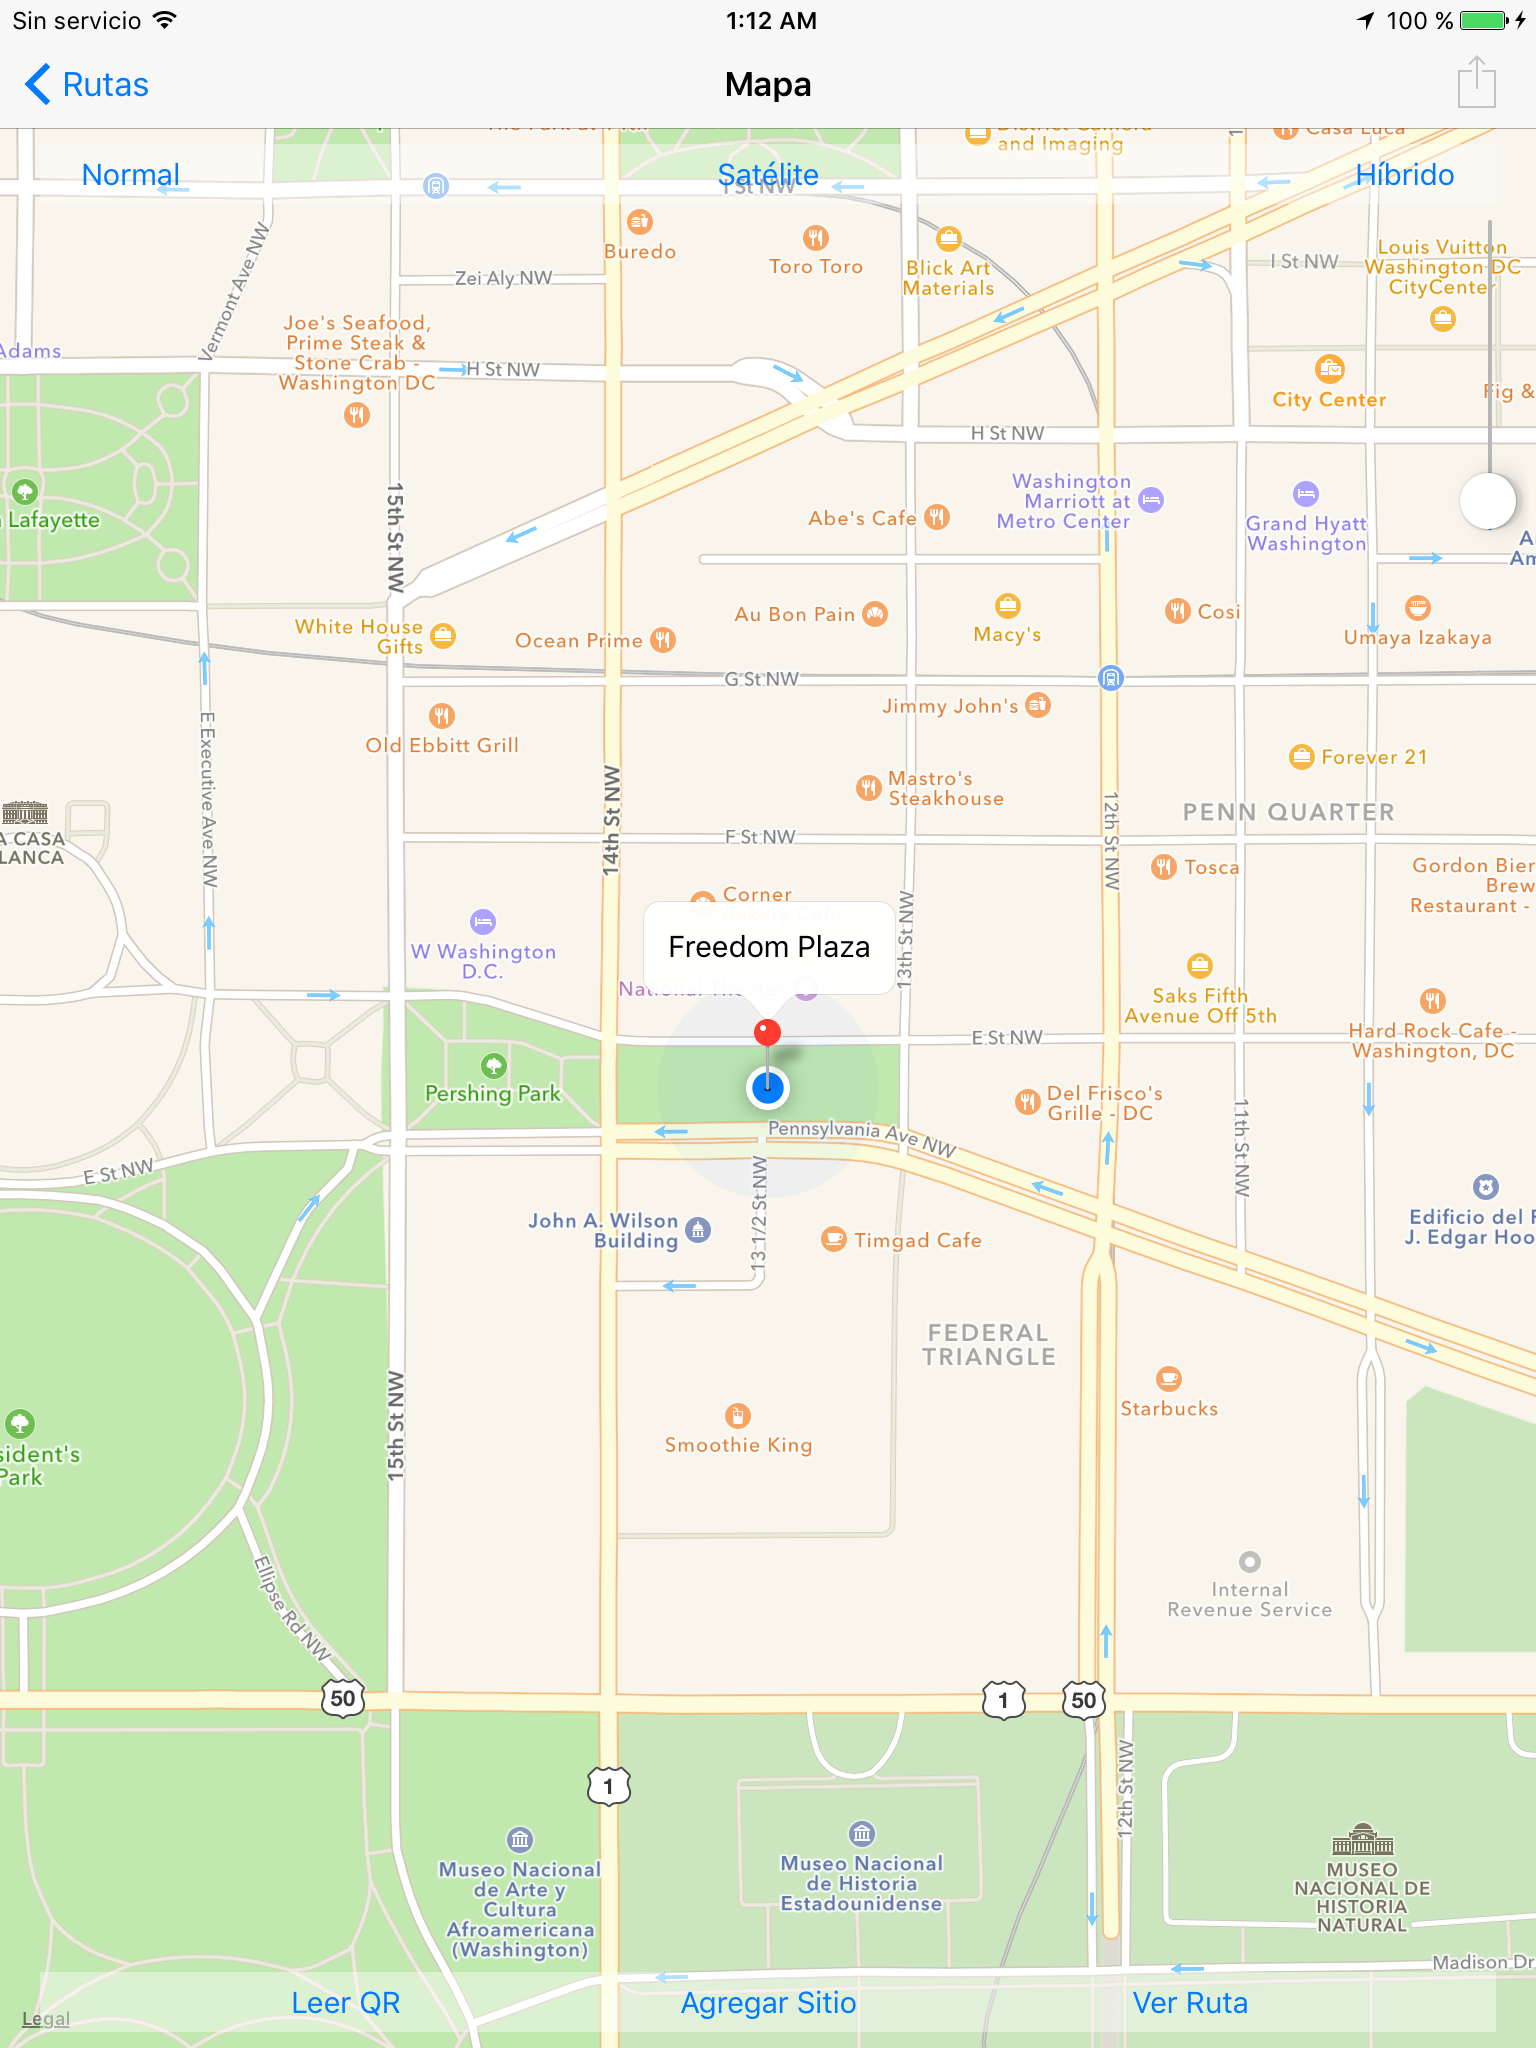 Sin servicio
1:12 AM
100 %
Rutas
Mapa
District Camera
and Imaging
Casa Luca
Normal
Satélite
Híbrido
I St NW
Buredo
Toro Toro
Blick Art
Materials
I St NW
Louis Vuitton
Washington DC
CityCenter
Vermont Ave NW
Zei Aly NW
Joe's Seafood,
Prime Steak &
Stone Crab -
Washington DC
Adams
H St NW
City Center
Fig &
H St NW
Lafayette
15th St NW
Abe's Cafe
Washington
Marriott at
Metro Center
Grand Hyatt
Washington
White House
Gifts
Ocean Prime
Au Bon Pain
Macy's
Cosi
Umaya Izakaya
G St NW
Jimmy John's
Old Ebbitt Grill
E Executive Ave NW
14th St NW
Mastro's
Steakhouse
Forever 21
PENN QUARTER
12th St NW
A CASA
LANCA
F St NW
Tosca
Gordon Bier
Brew
Restaurant -
Corner
Bakery Cafe
W Washington
D.C.
Freedom Plaza
13th St NW
National Theater
Saks Fifth
Avenue Off 5th
Hard Rock Cafe -
Washington, DC
E St NW
Pershing Park
Del Frisco's
Grille - DC
Pennsylvania Ave NW
11th St NW
E St NW
John A. Wilson
Building
13 1/2 St NW
Timgad Cafe
Edificio del F
J. Edgar Hoo
FEDERAL
TRIANGLE
15th St NW
Starbucks
Smoothie King
sident's
Park
Ellipse Rd NW
Internal
Revenue Service
50
1
50
1
12th St NW
Museo Nacional
de Arte y
Cultura
Afroamericana
(Washington)
Museo Nacional
de Historia
Estadounidense
MUSEO
NACIONAL DE
HISTORIA
NATURAL
Madison Dr
Leer QR
Agregar Sitio
Ver Ruta
Legal